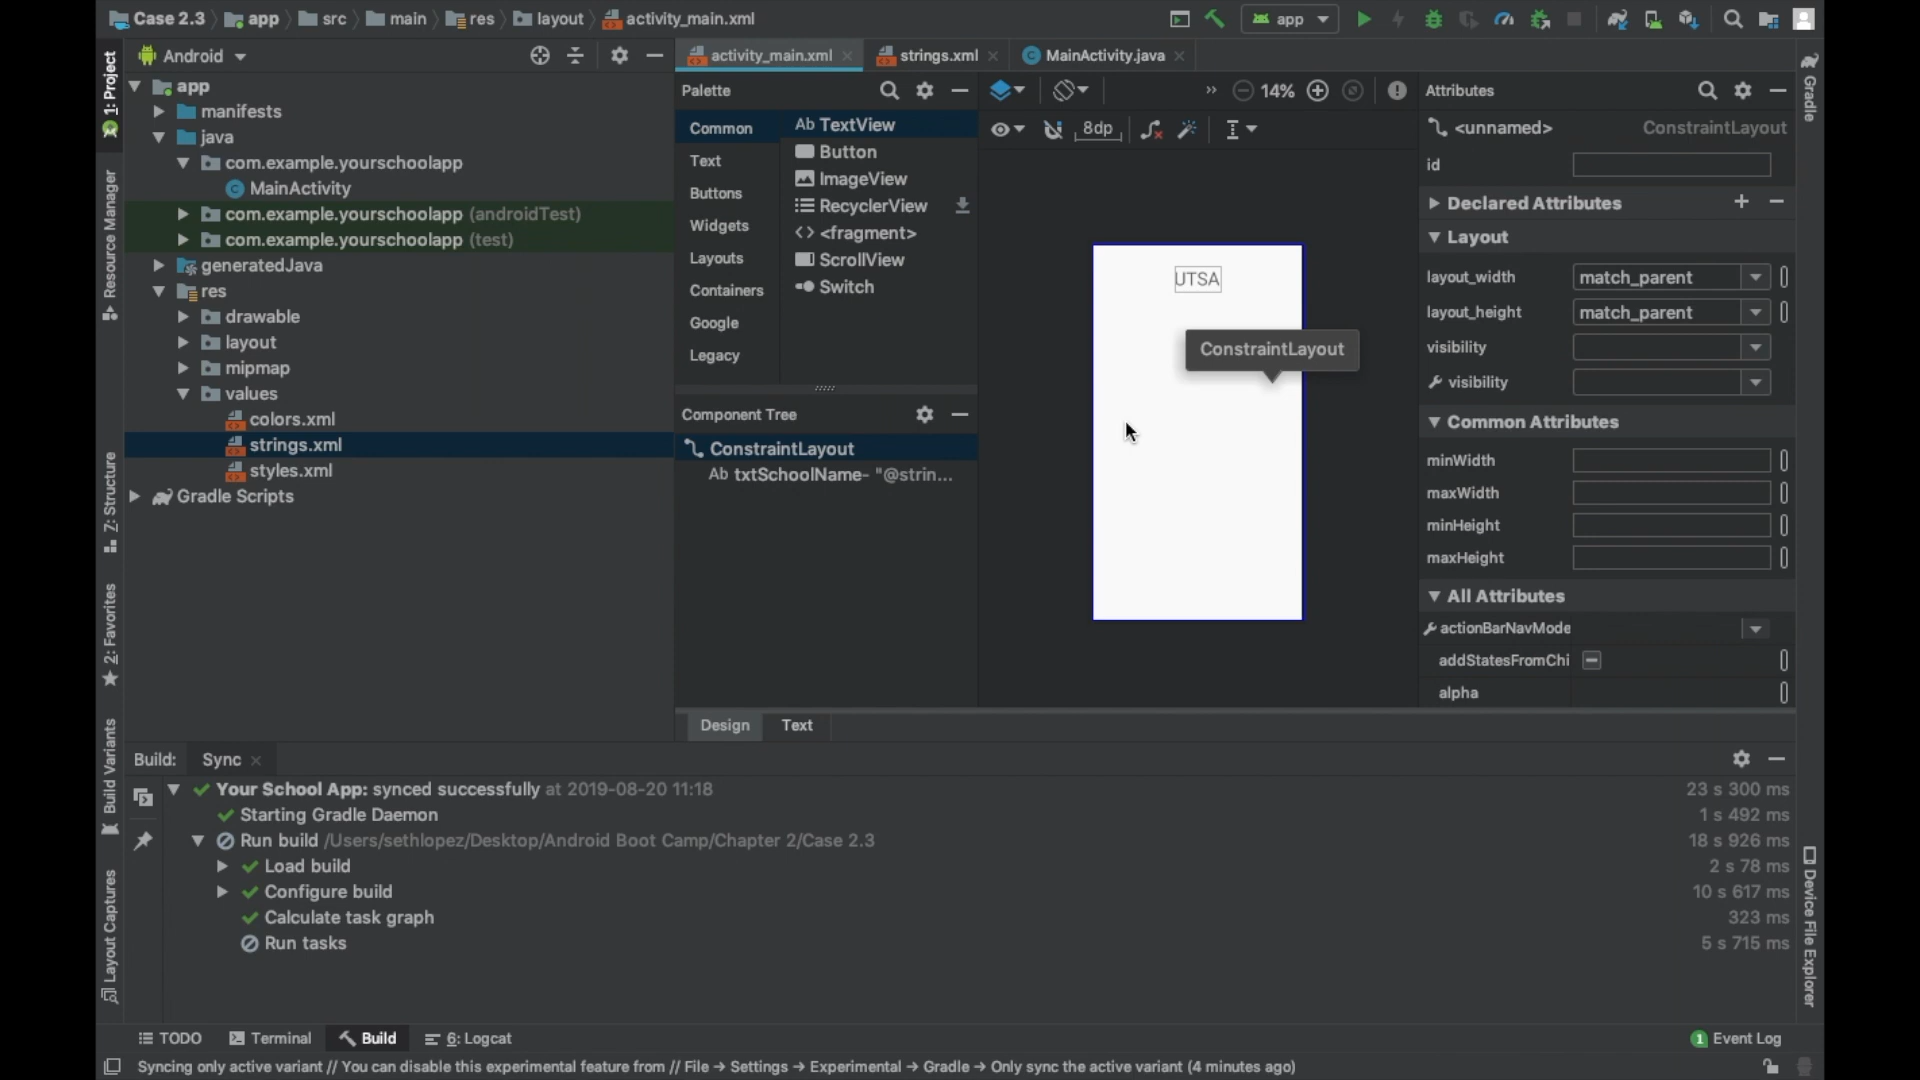 Case 2.3 app src main res layout activity_main.xml app
1: Project
Resource Manager
Z: Structure
2: Favorites
Build Variants
Layout Captures
Android
app
manifests
java
com.example.yourschoolapp
MainActivity
com.example.yourschoolapp (androidTest)
com.example.yourschoolapp (test)
generatedJava
res
drawable
layout
mipmap
values
colors.xml
strings.xml
styles.xml
Gradle Scripts
activity_main.xml strings.xml MainActivity.java
Palette
Common
Text
Buttons
Widgets
Layouts
Containers
Google
Legacy
Ab TextView
Button
ImageView
RecyclerView
<fragment>
ScrollView
Switch
Component Tree
ConstraintLayout
Ab txtSchoolName- "@strin...
14%
8dp
UTSA
ConstraintLayout
Design Text
Attributes
<unnamed> ConstraintLayout
id
Declared Attributes
Layout
layout_width match_parent
layout_height match_parent
visibility
visibility
Common Attributes
minWidth
maxWidth
minHeight
maxHeight
All Attributes
actionBarNavMode
addStatesFromChi
alpha
Gradle
Device File Explorer
Build: Sync
Your School App: synced successfully at 2019-08-20 11:18 23 s 300 ms
Starting Gradle Daemon 1 s 492 ms
Run build /Users/sethlopez/Desktop/Android Boot Camp/Chapter 2/Case 2.3 18 s 926 ms
Load build 2 s 78 ms
Configure build 10 s 617 ms
Calculate task graph 323 ms
Run tasks 5 s 715 ms
TODO Terminal Build 6: Logcat 1 Event Log
Syncing only active variant // You can disable this experimental feature from // File → Settings → Experimental → Gradle → Only sync the active variant (4 minutes ago)